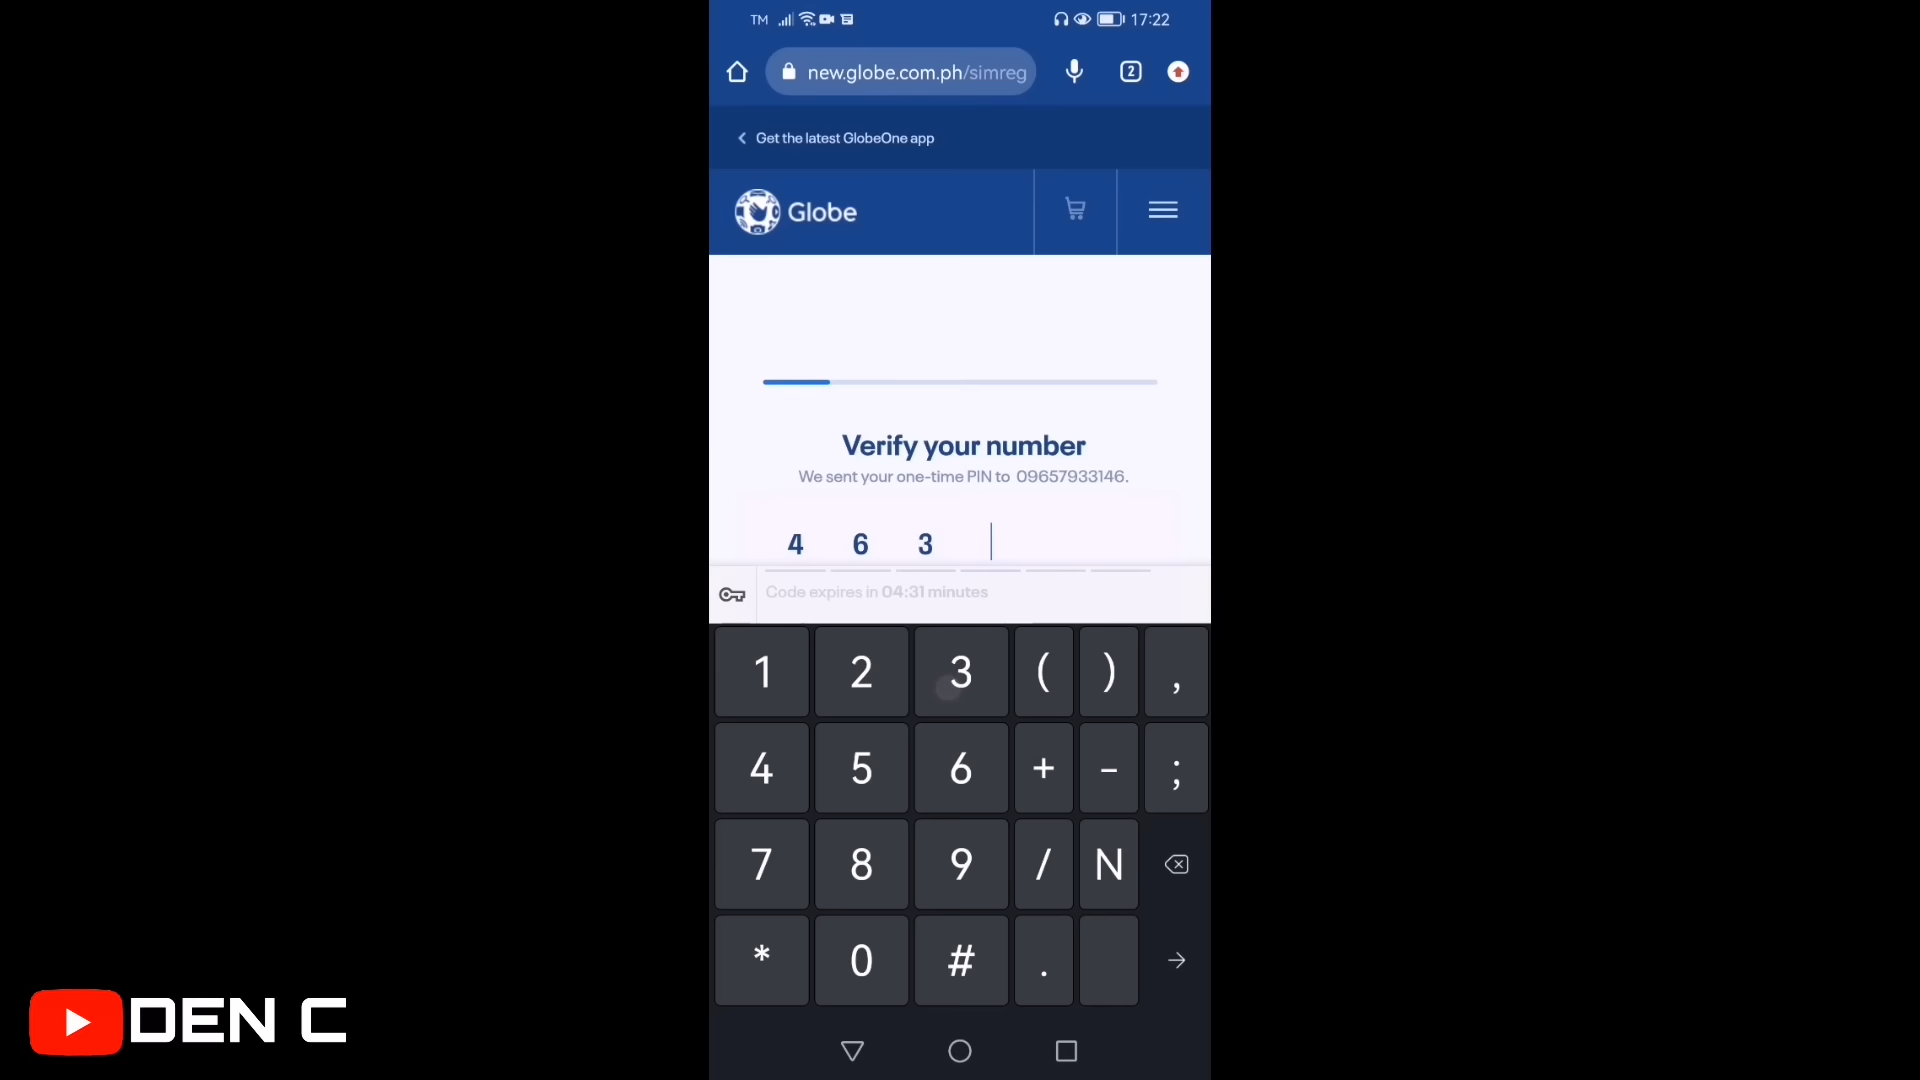 TM 17:22
new.globe.com.ph/simreg 2
Get the latest GlobeOne app
Globe
Verify your number
We sent your one-time PIN to 09657933146.
4 6 3
Code expires in 04:31 minutes
1 2 3 ( ) ,
4 5 6 + - ;
7 8 9 / N
* 0 # .
DEN C